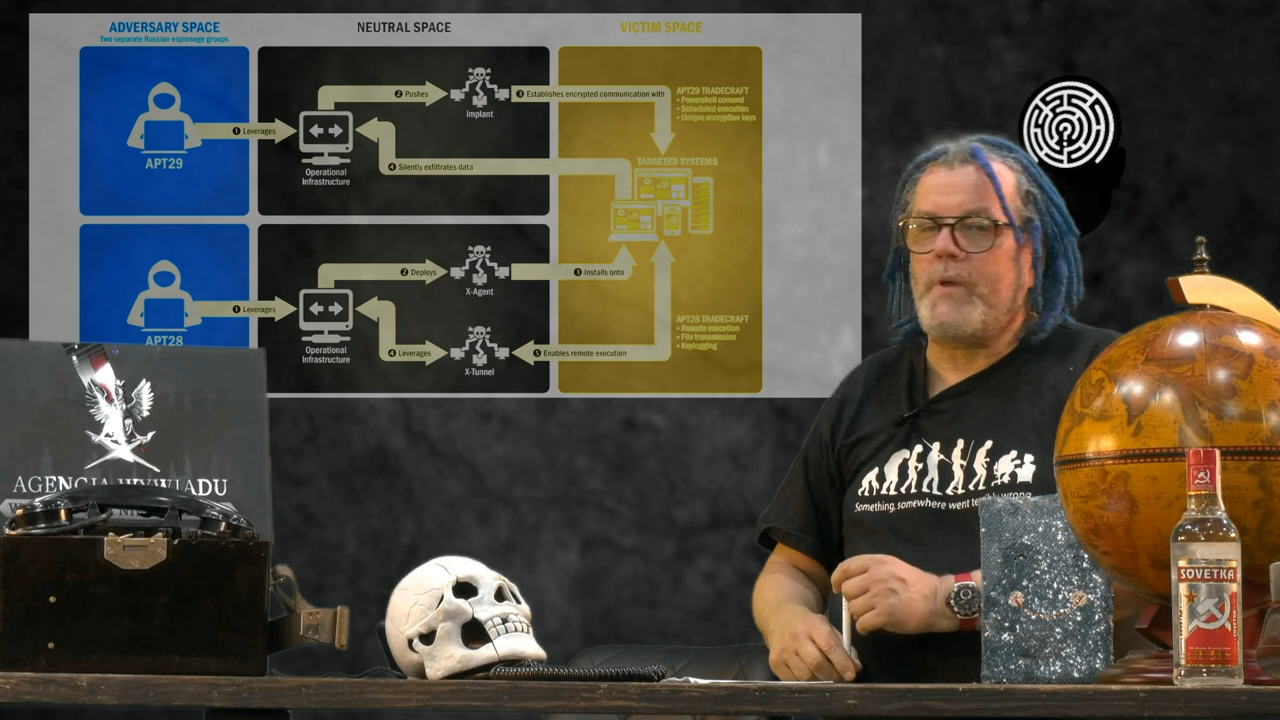 ADVERSARY SPACE
Two separate Russian espionage groups
NEUTRAL SPACE
VICTIM SPACE
APT29
1 Leverages
Operational
Infrastructure
2 Pushes
Implant
3 Establishes encrypted communication with
4 Silently exfiltrates data
APT29 TRADECRAFT
• Powershell comand
• Scheduled execution
• Unique encryption keys
TARGETED SYSTEMS
APT28
1 Leverages
Operational
Infrastructure
2 Deploys
X-Agent
3 Installs onto
4 Leverages
X-Tunnel
5 Enables remote execution
APT28 TRADECRAFT
• Remote execution
• File transmission
• Keylogging
AGENCJA WYWIADU
Something, somewhere went terribly wrong
SOVETKA